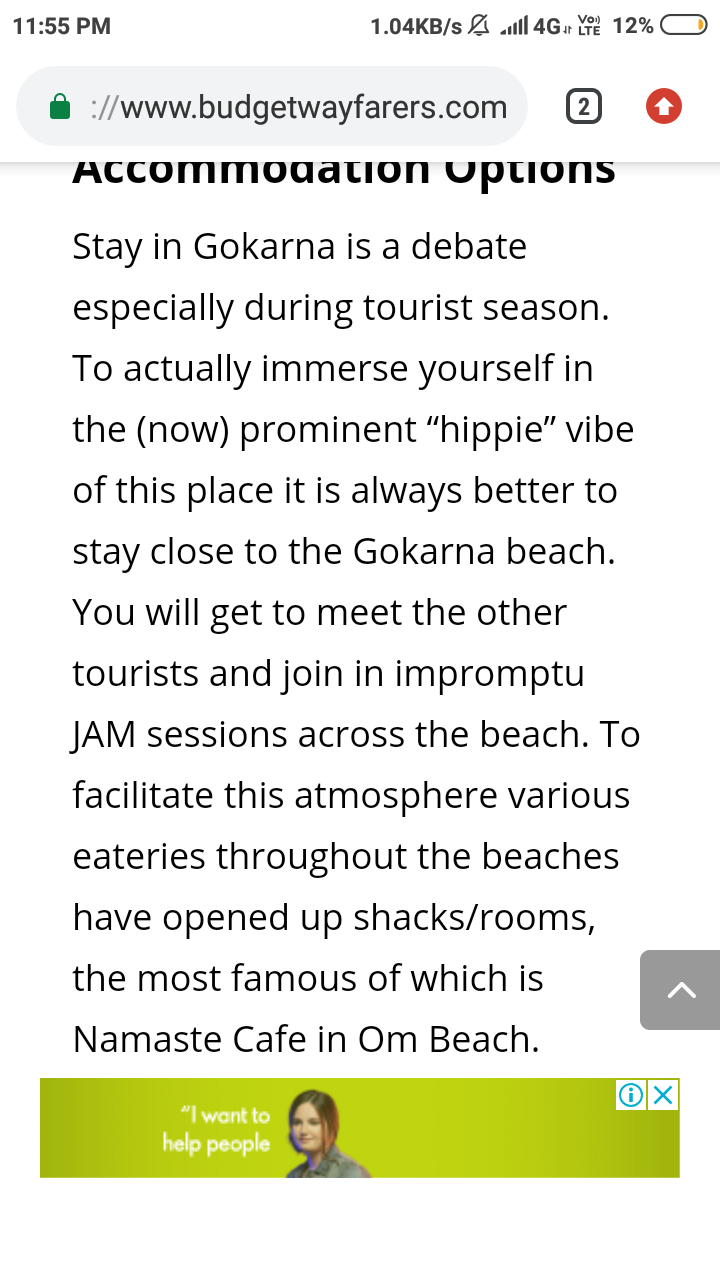 11:55 PM 1.04KB/s 4G VoLTE 12%
://www.budgetwayfarers.com 2
Accommodation Options
Stay in Gokarna is a debate
especially during tourist season.
To actually immerse yourself in
the (now) prominent “hippie” vibe
of this place it is always better to
stay close to the Gokarna beach.
You will get to meet the other
tourists and join in impromptu
JAM sessions across the beach. To
facilitate this atmosphere various
eateries throughout the beaches
have opened up shacks/rooms,
the most famous of which is
Namaste Cafe in Om Beach.
“I want to
help people